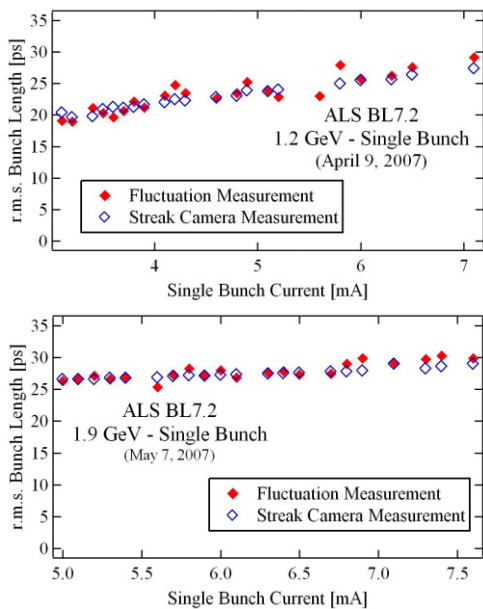 r.m.s. Bunch Length [ps]
35
30
25
20
15
10
5
0
ALS BL7.2
1.2 GeV - Single Bunch
(April 9, 2007)
Fluctuation Measurement
Streak Camera Measurement
4
5
6
7
Single Bunch Current [mA]
r.m.s. Bunch Length [ps]
35
30
25
20
15
10
5
0
ALS BL7.2
1.9 GeV - Single Bunch
(May 7, 2007)
Fluctuation Measurement
Streak Camera Measurement
5.0
5.5
6.0
6.5
7.0
7.5
Single Bunch Current [mA]